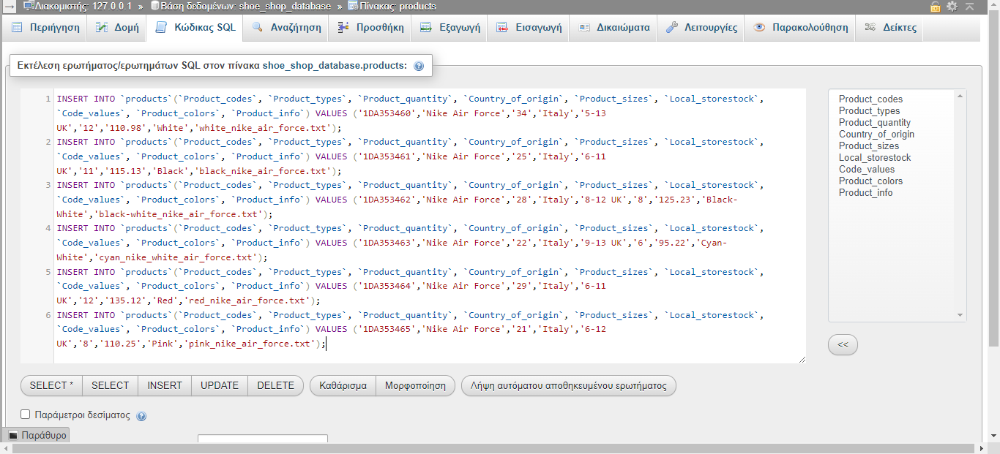 Διακομιστής: 127.0.0.1 » Βάση δεδομένων: shoe_shop_database » Πίνακας: products
Περιήγηση Δομή Κώδικας SQL Αναζήτηση Προσθήκη Εξαγωγή Εισαγωγή Δικαιώματα Λειτουργίες Παρακολούθηση Δείκτες
Εκτέλεση ερωτήματος/ερωτημάτων SQL στον πίνακα shoe_shop_database.products:
1 INSERT INTO `products`(`Product_codes`, `Product_types`, `Product_quantity`, `Country_of_origin`, `Product_sizes`, `Local_storestock`,
`Code_values`, `Product_colors`, `Product_info`) VALUES ('1DA353460','Nike Air Force','34','Italy','5-13
UK','12','110.98','White','white_nike_air_force.txt');
2 INSERT INTO `products`(`Product_codes`, `Product_types`, `Product_quantity`, `Country_of_origin`, `Product_sizes`, `Local_storestock`,
`Code_values`, `Product_colors`, `Product_info`) VALUES ('1DA353461','Nike Air Force','25','Italy','6-11
UK','11','115.13','Black','black_nike_air_force.txt');
3 INSERT INTO `products`(`Product_codes`, `Product_types`, `Product_quantity`, `Country_of_origin`, `Product_sizes`, `Local_storestock`,
`Code_values`, `Product_colors`, `Product_info`) VALUES ('1DA353462','Nike Air Force','28','Italy','8-12 UK','8','125.23','Black-
White','black-white_nike_air_force.txt');
4 INSERT INTO `products`(`Product_codes`, `Product_types`, `Product_quantity`, `Country_of_origin`, `Product_sizes`, `Local_storestock`,
`Code_values`, `Product_colors`, `Product_info`) VALUES ('1DA353463','Nike Air Force','22','Italy','9-13 UK','6','95.22','Cyan-
White','cyan_nike_white_air_force.txt');
5 INSERT INTO `products`(`Product_codes`, `Product_types`, `Product_quantity`, `Country_of_origin`, `Product_sizes`, `Local_storestock`,
`Code_values`, `Product_colors`, `Product_info`) VALUES ('1DA353464','Nike Air Force','29','Italy','6-11
UK','12','135.12','Red','red_nike_air_force.txt');
6 INSERT INTO `products`(`Product_codes`, `Product_types`, `Product_quantity`, `Country_of_origin`, `Product_sizes`, `Local_storestock`,
`Code_values`, `Product_colors`, `Product_info`) VALUES ('1DA353465','Nike Air Force','21','Italy','6-12
UK','8','110.25','Pink','pink_nike_air_force.txt');
Product_codes
Product_types
Product_quantity
Country_of_origin
Product_sizes
Local_storestock
Code_values
Product_colors
Product_info
<<
SELECT * SELECT INSERT UPDATE DELETE Καθάρισμα Μορφοποίηση Λήψη αυτόματου αποθηκευμένου ερωτήματος
Παράμετροι δεσίματος
Παράθυρο